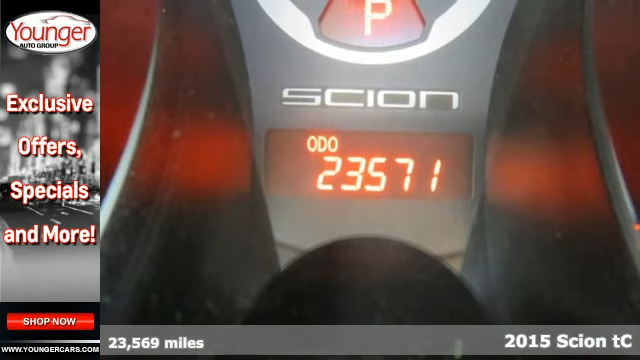 Younger
AUTO GROUP
Exclusive
Offers,
Specials
and More!
SHOP NOW
WWW.YOUNGERCARS.COM
P
SCION
ODO
23571
23,569 miles
2015 Scion tC